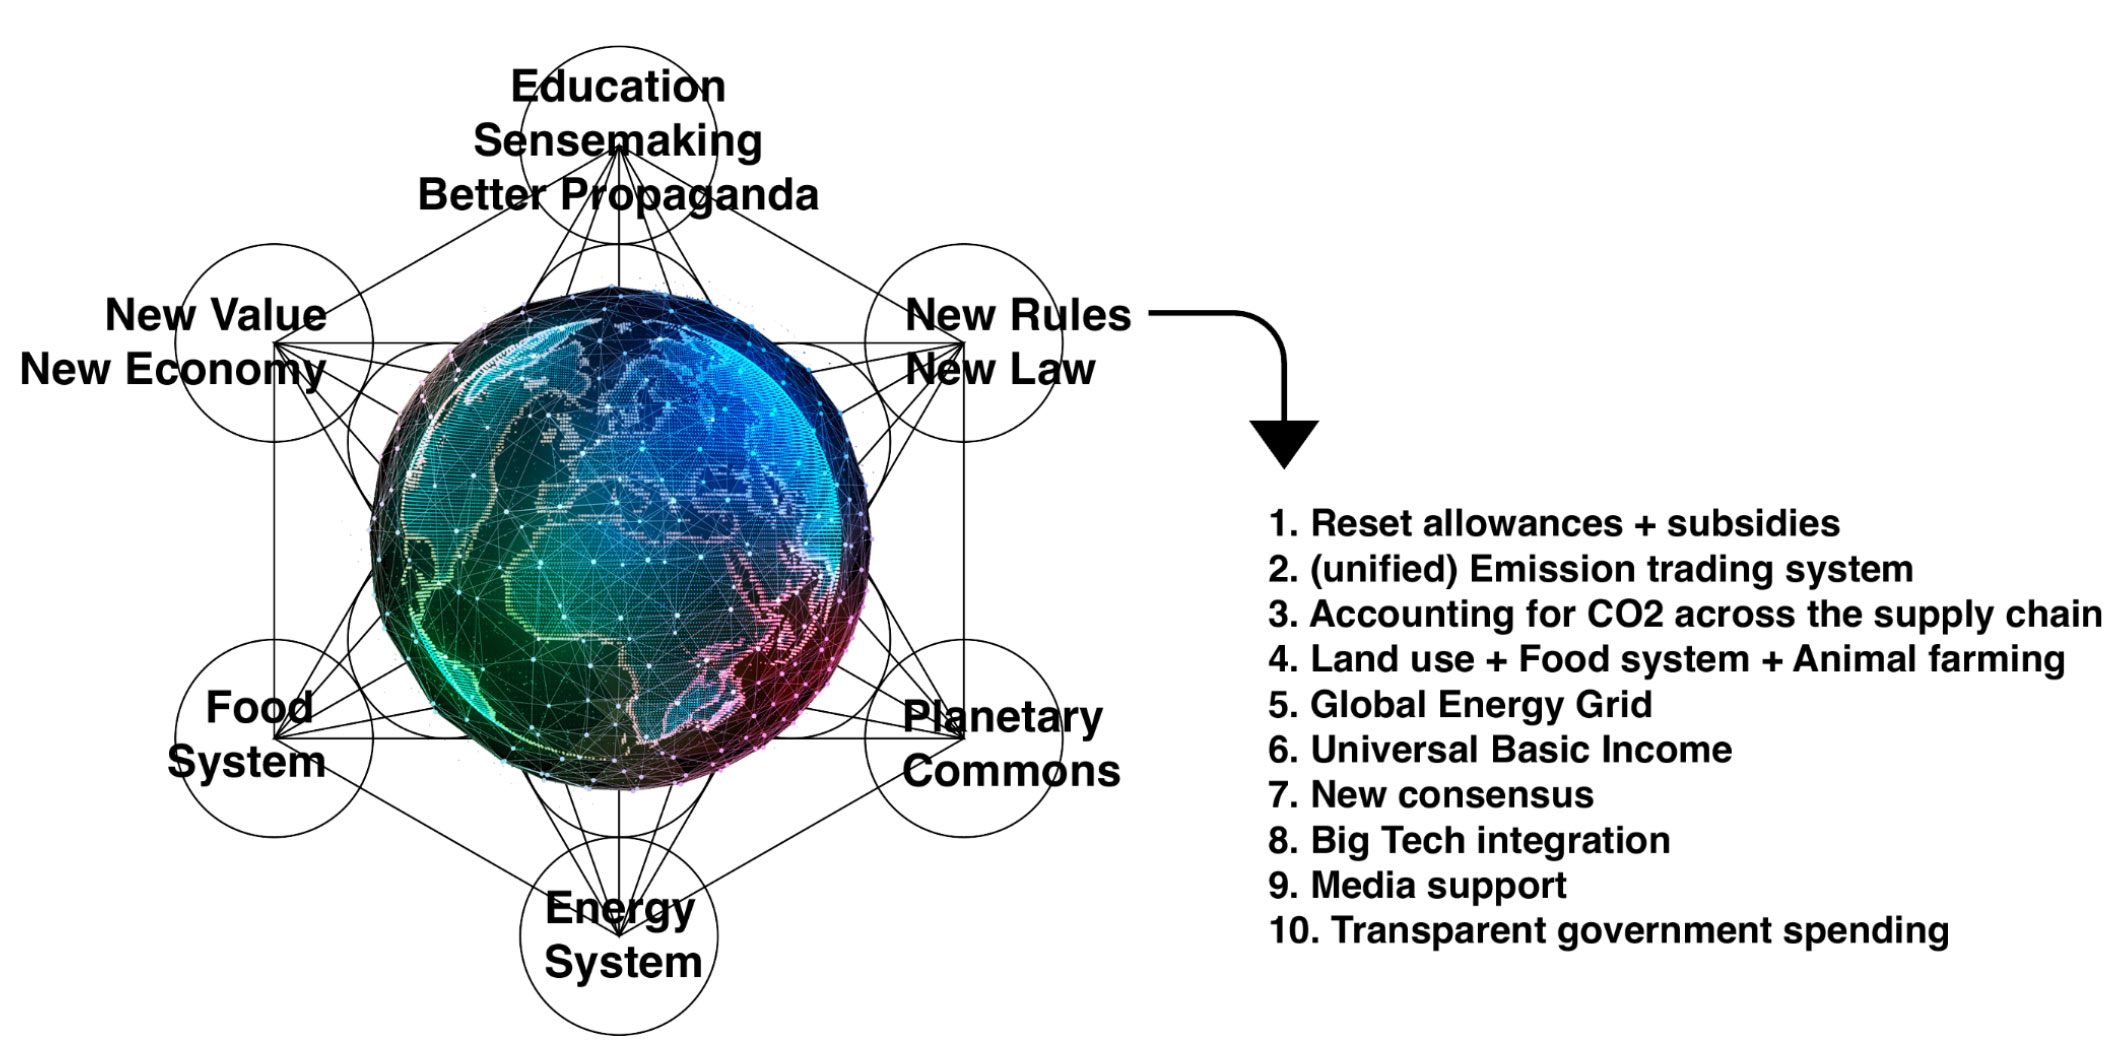 Education
Sensemaking
Better Propaganda
New Value
New Economy
New Rules
New Law
Food
System
Planetary
Commons
Energy
System
1. Reset allowances + subsidies
2. (unified) Emission trading system
3. Accounting for CO2 across the supply chain
4. Land use + Food system + Animal farming
5. Global Energy Grid
6. Universal Basic Income
7. New consensus
8. Big Tech integration
9. Media support
10. Transparent government spending